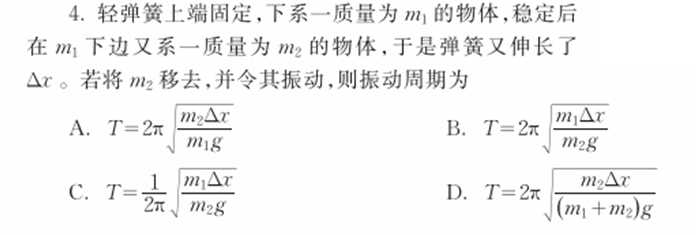 4. 轻弹簧上端固定,下系一质量为 m₁ 的物体,稳定后
在 m₁ 下边又系一质量为 m₂ 的物体,于是弹簧又伸长了
Δx 。若将 m₂ 移去,并令其振动,则振动周期为
A. T=2π√(m₂Δx/m₁g) B. T=2π√(m₁Δx/m₂g)
C. T=1/2π√(m₁Δx/m₂g) D. T=2π√(m₂Δx/(m₁+m₂)g)